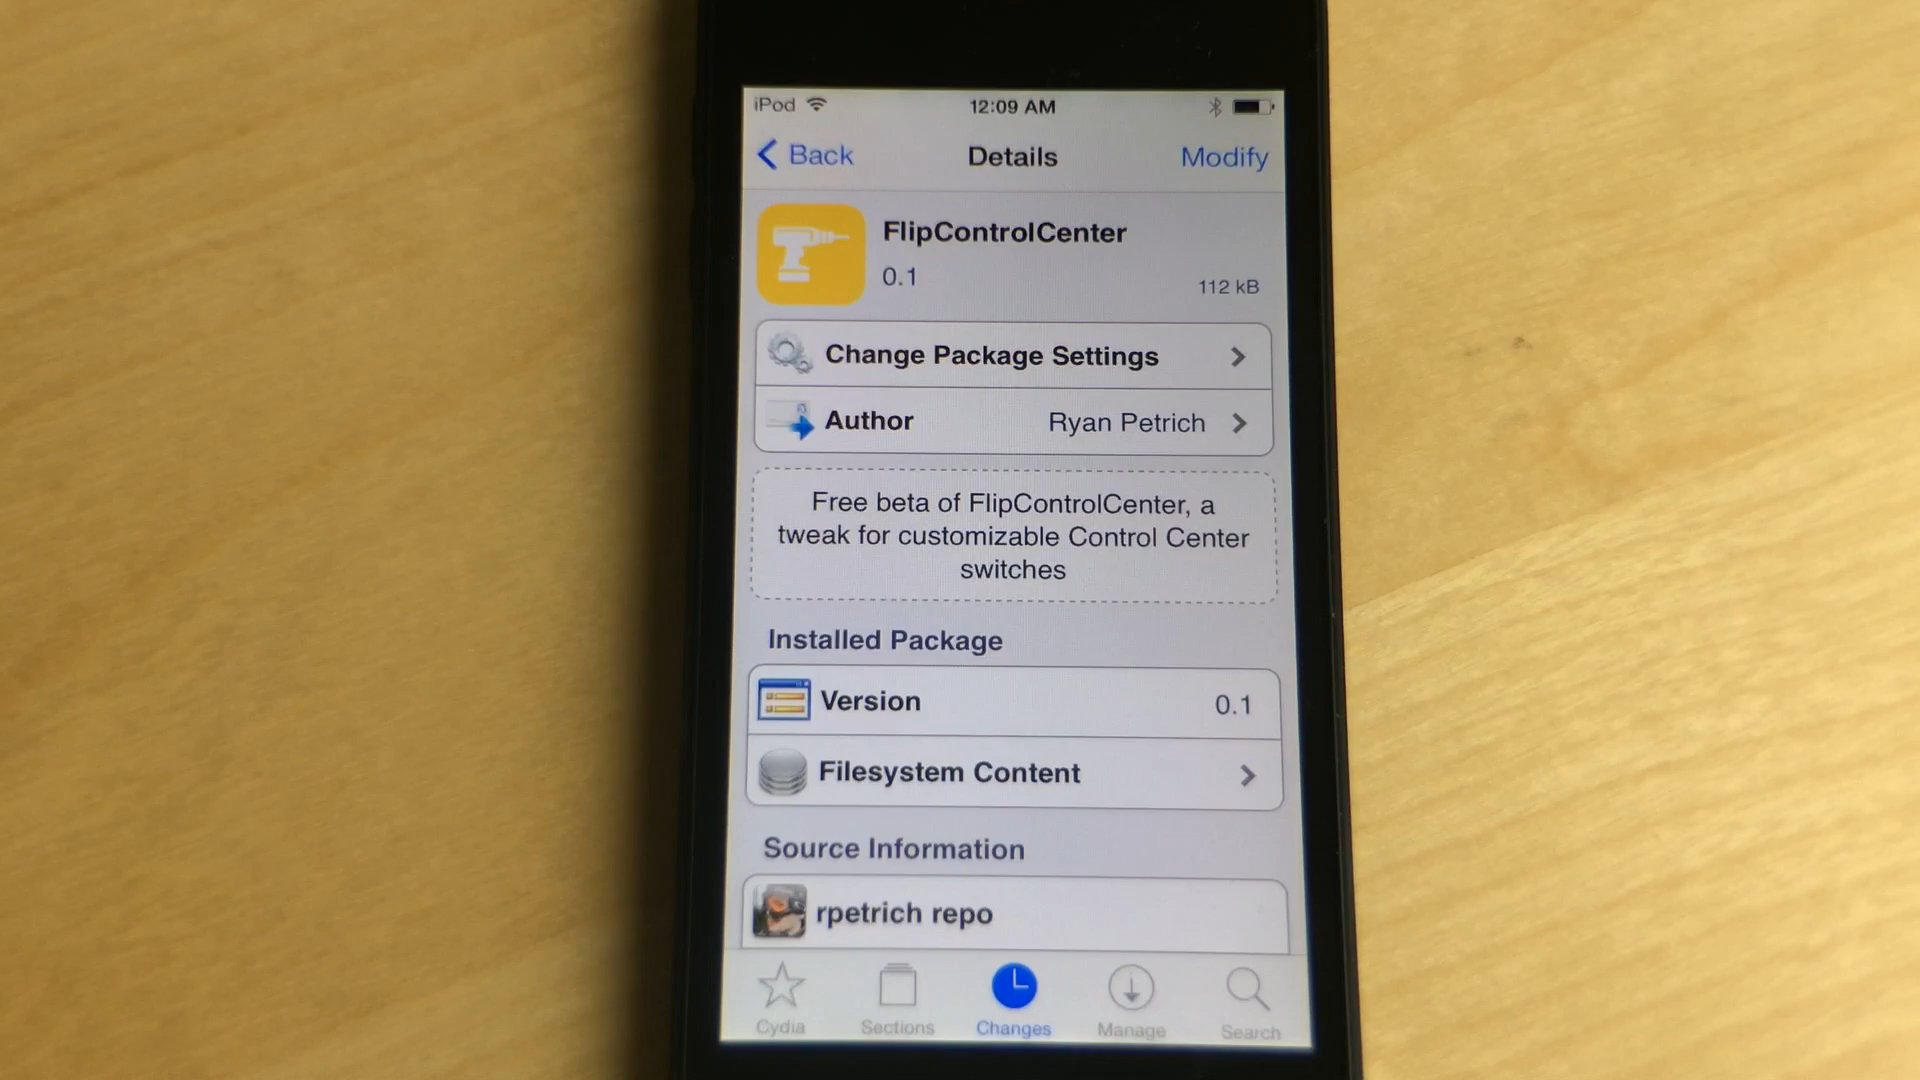 iPod 12:09 AM
Back Details Modify
FlipControlCenter
0.1 112 kB
Change Package Settings
Author Ryan Petrich
Free beta of FlipControlCenter, a
tweak for customizable Control Center
switches
Installed Package
Version 0.1
Filesystem Content
Source Information
rpetrich repo
Cydia Sections Changes Manage Search